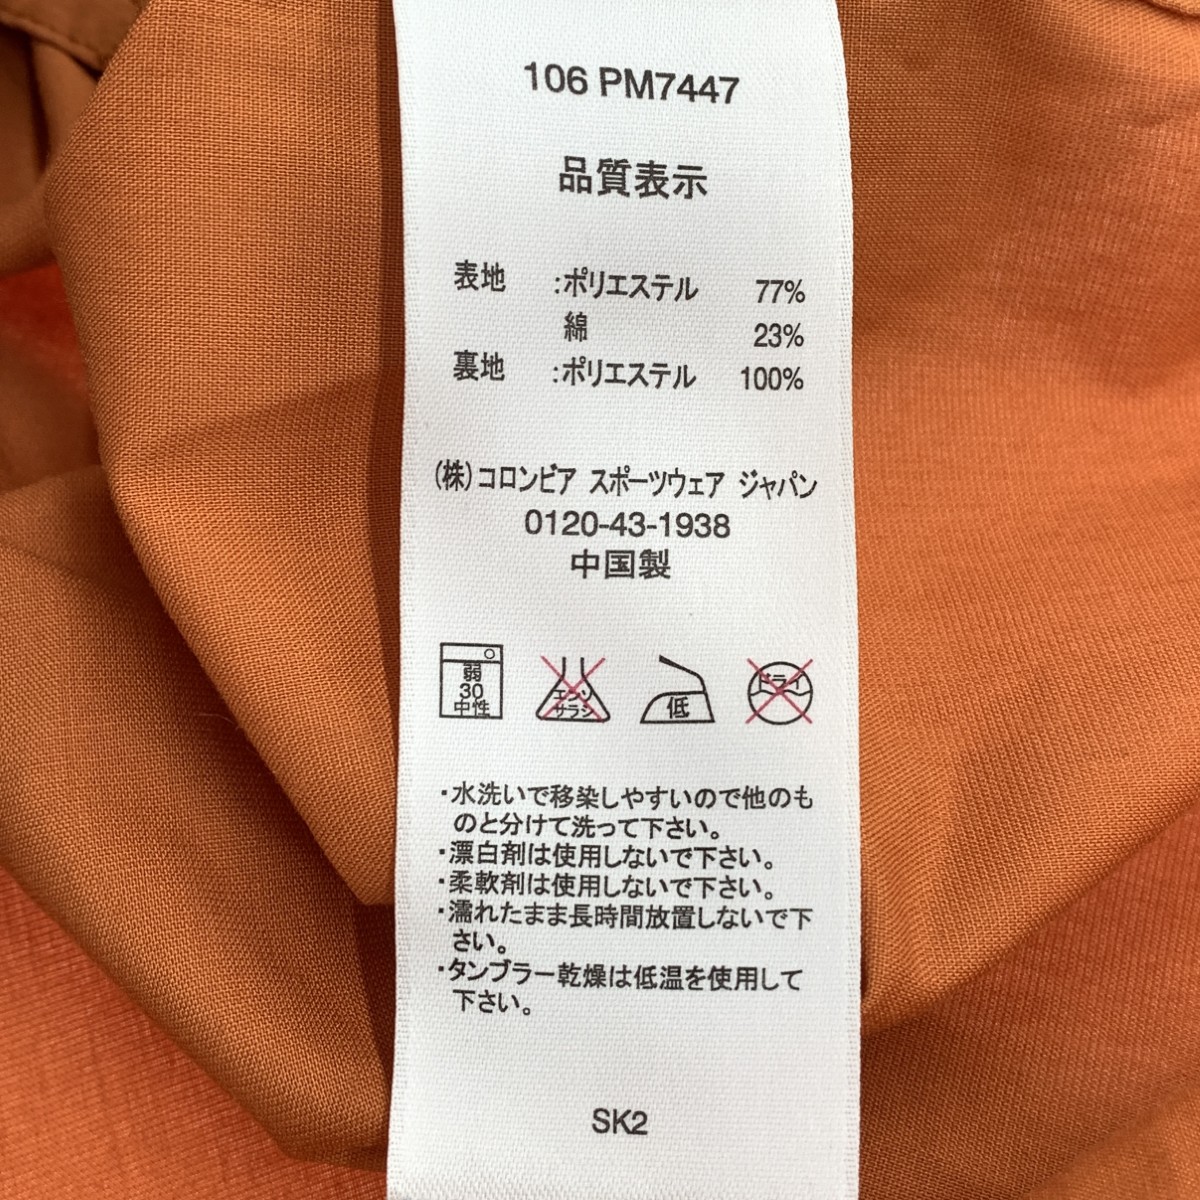 106 PM7447
品質表示
表地 :ポリエステル 77%
綿 23%
裏地 :ポリエステル 100%
(株)コロンビア スポーツウェア ジャパン
0120-43-1938
中国製
弱
30
中性
エンソ
サラシ
低
ドライ
・水洗いで移染しやすいので他のも
のと分けて洗って下さい。
・漂白剤は使用しないで下さい。
・柔軟剤は使用しないで下さい。
・濡れたまま長時間放置しないで下
さい。
・タンブラー乾燥は低温を使用して
下さい。
SK2